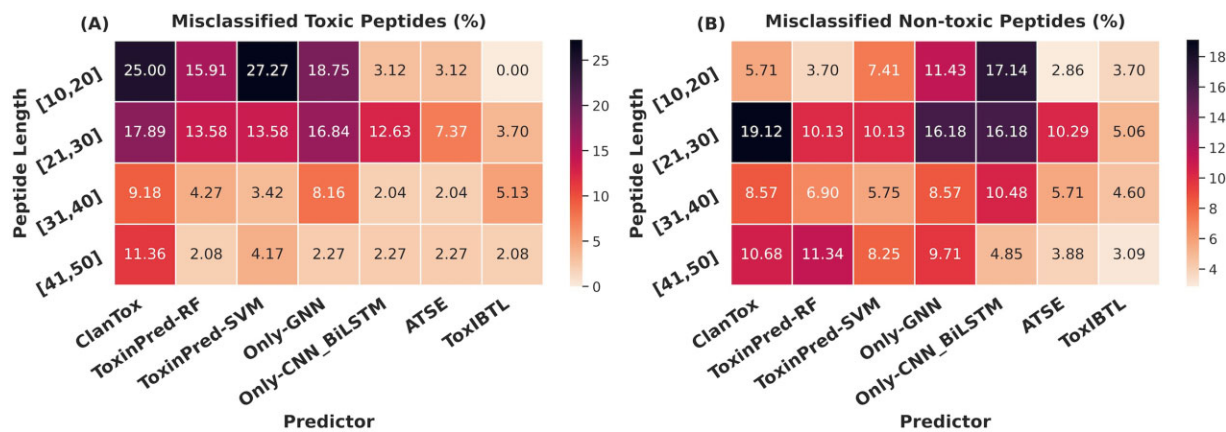 (A) Misclassified Toxic Peptides (%)
Peptide Length
[10,20] 25.00 15.91 27.27 18.75 3.12 3.12 0.00
[21,30] 17.89 13.58 13.58 16.84 12.63 7.37 3.70
[31,40] 9.18 4.27 3.42 8.16 2.04 2.04 5.13
[41,50] 11.36 2.08 4.17 2.27 2.27 2.27 2.08
25
20
15
10
5
0
ClanTox
ToxinPred-RF
ToxinPred-SVM
Only-GNN
Only-CNN_BiLSTM
ATSE
ToxIBTL
Predictor
(B) Misclassified Non-toxic Peptides (%)
Peptide Length
[10,20] 5.71 3.70 7.41 11.43 17.14 2.86 3.70
[21,30] 19.12 10.13 10.13 16.18 16.18 10.29 5.06
[31,40] 8.57 6.90 5.75 8.57 10.48 5.71 4.60
[41,50] 10.68 11.34 8.25 9.71 4.85 3.88 3.09
18
16
14
12
10
8
6
4
ClanTox
ToxinPred-RF
ToxinPred-SVM
Only-GNN
Only-CNN_BiLSTM
ATSE
ToxIBTL
Predictor